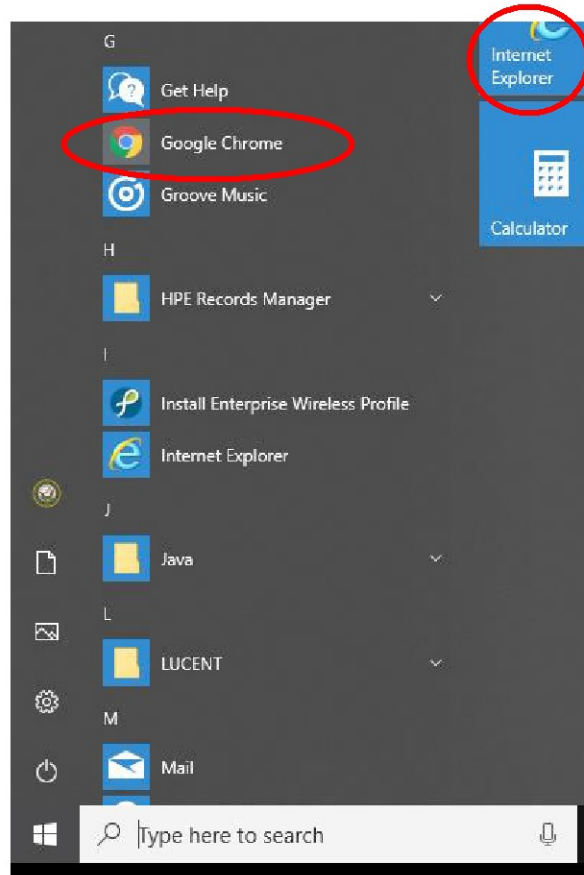 G
Get Help
Google Chrome
Groove Music
H
HPE Records Manager
I
Install Enterprise Wireless Profile
Internet Explorer
J
Java
L
LUCENT
M
Mail
Type here to search
Internet
Explorer
Calculator